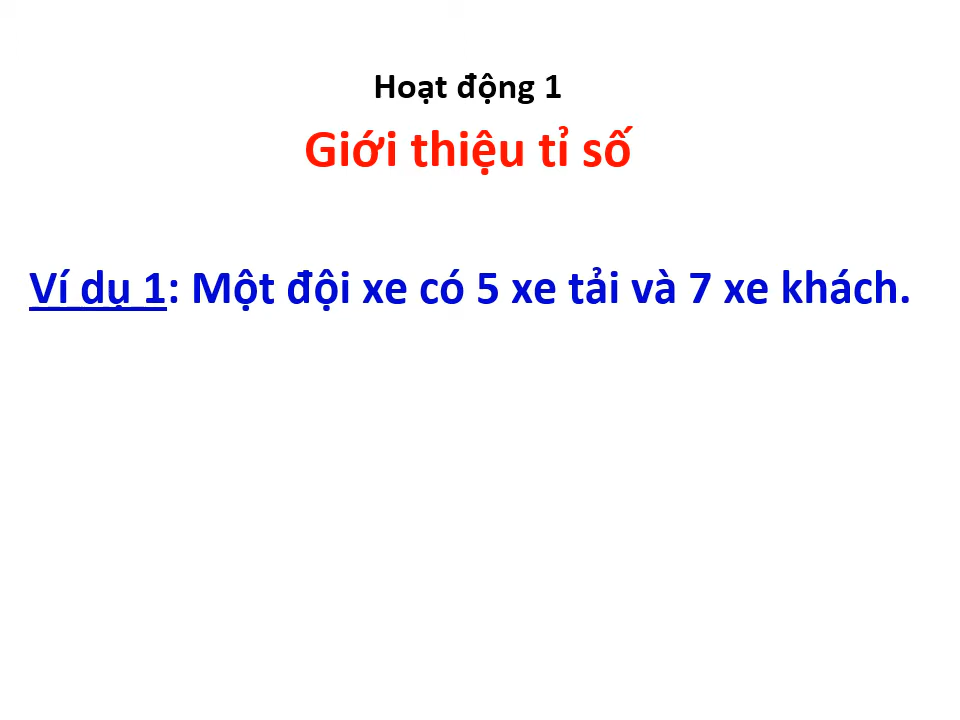 Hoạt động 1
Giới thiệu tỉ số
Ví dụ 1: Một đội xe có 5 xe tải và 7 xe khách.